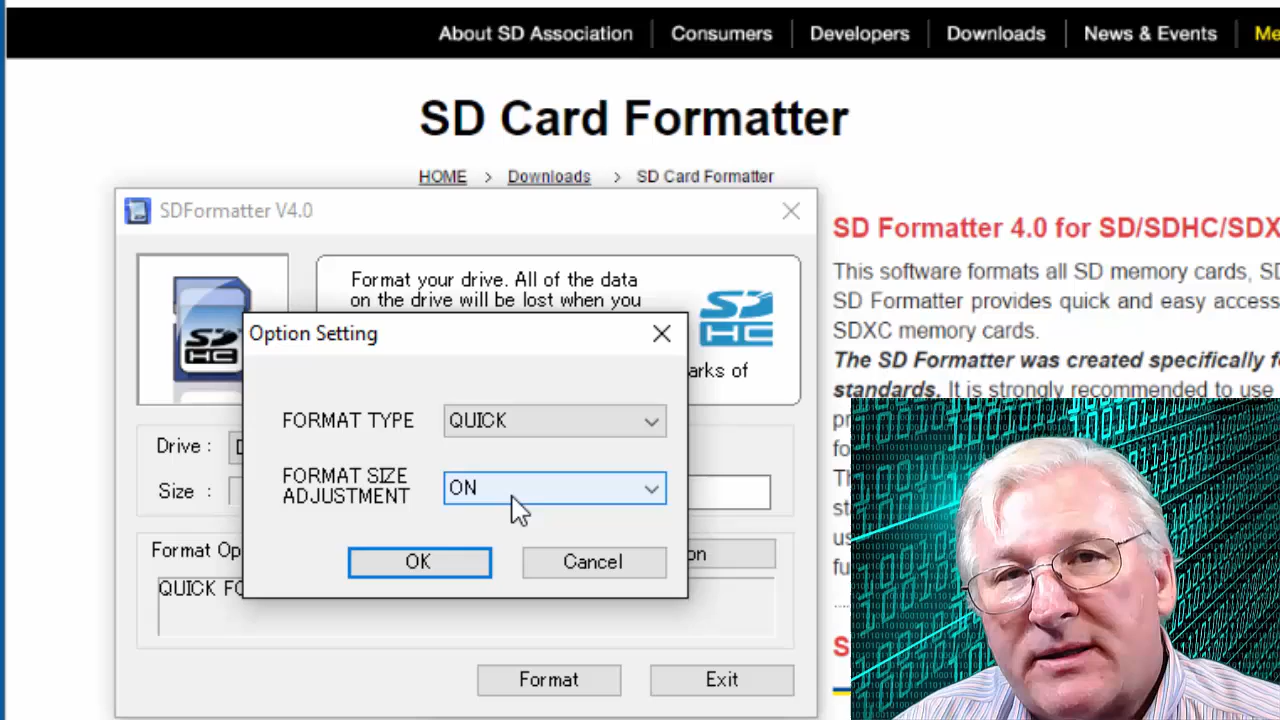 About SD Association Consumers Developers Downloads News & Events
SD Card Formatter
HOME > Downloads > SD Card Formatter
SDFormatter V4.0
Format your drive. All of the data
on the drive will be lost when you
SD
HC
SD
HC
arks of
Option Setting
FORMAT TYPE QUICK
FORMAT SIZE
ADJUSTMENT
ON
OK Cancel
Drive :
Size :
Format
QUICK
Format Exit
SD Formatter 4.0 for SD/SDHC/SDX
This software formats all SD memory cards,
SD Formatter provides quick and easy access
SDXC memory cards.
The SD Formatter was created specifically
standards. It is strongly recommended to use